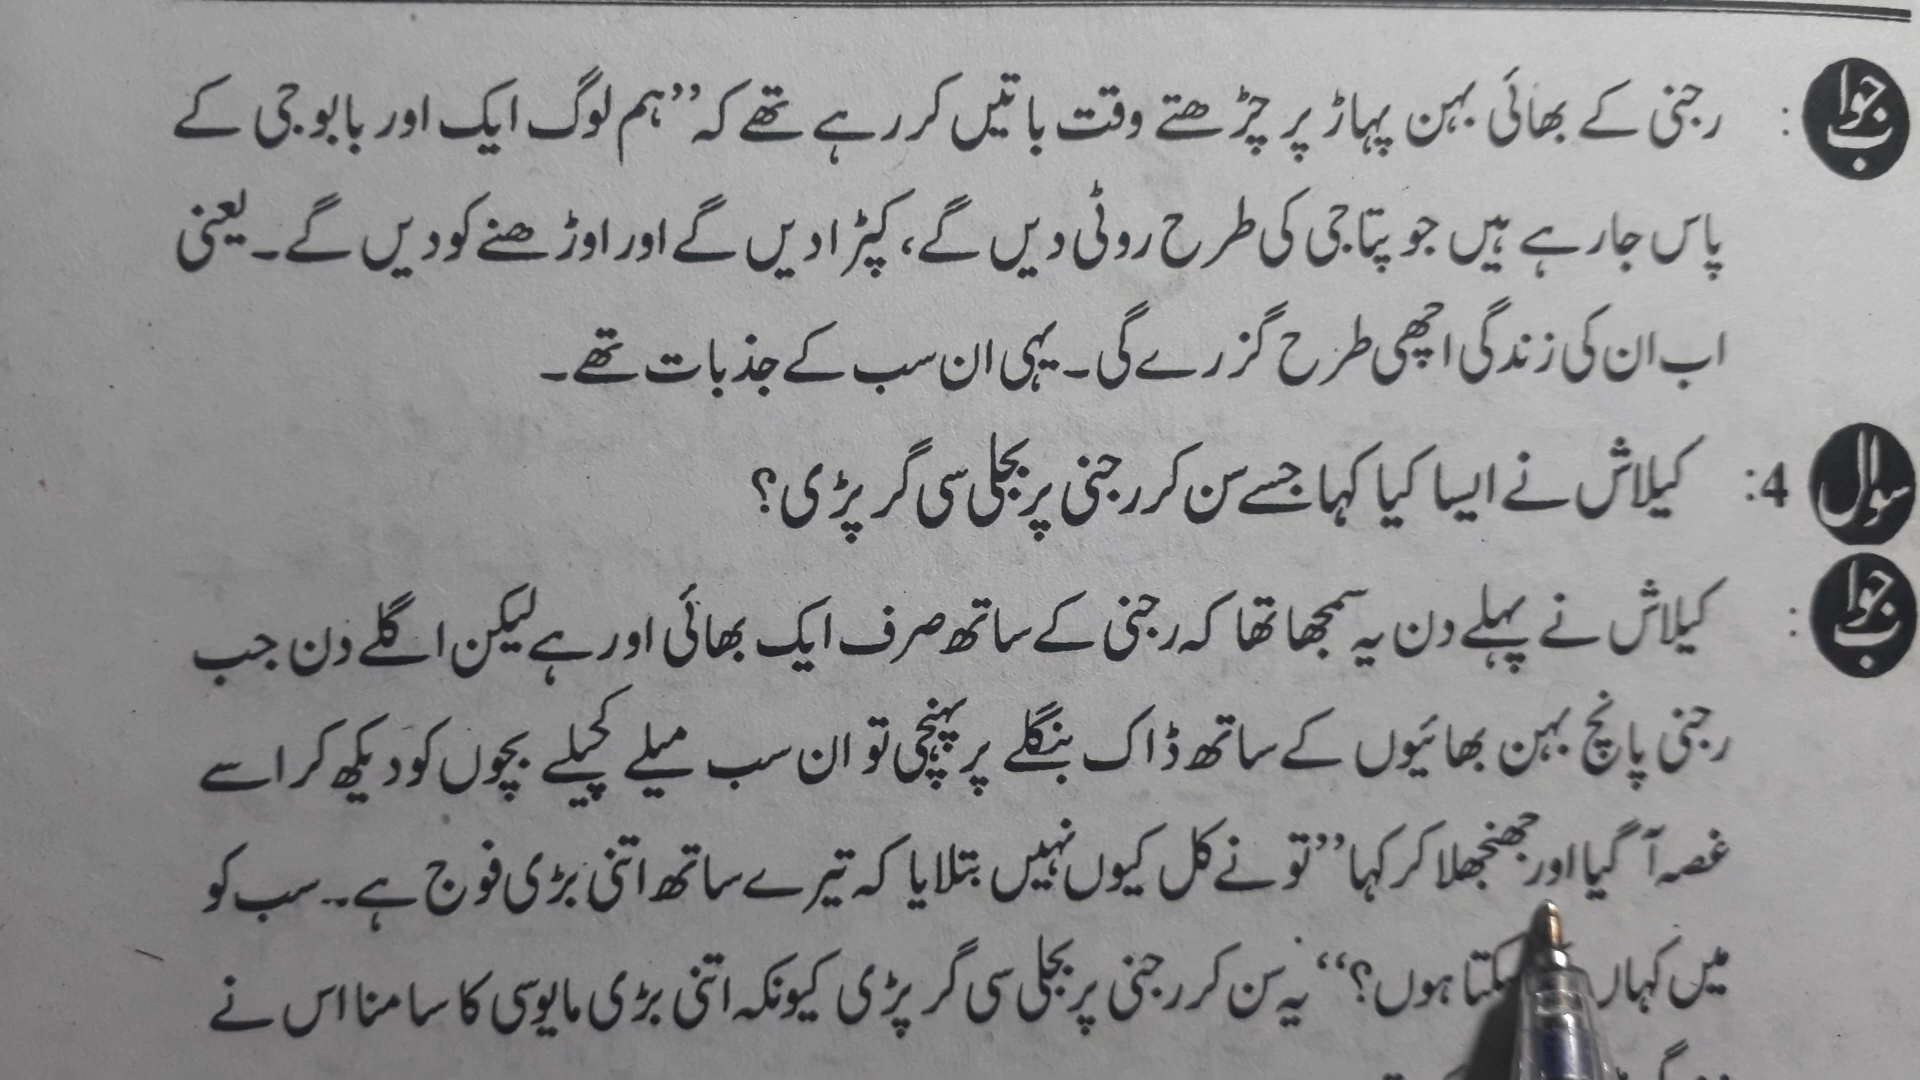 جواب : رجنی کے بھائی بہن پہاڑ پر چڑھتے وقت باتیں کر رہے تھے کہ ’’ہم لوگ ایک اور بابو جی کے
پاس جا رہے ہیں جو پتا جی کی طرح روٹی دیں گے، کپڑا دیں گے اور اوڑھنے کو دیں گے۔ یعنی
اب ان کی زندگی اچھی طرح گزرے گی۔ یہی ان سب کے جذبات تھے۔
سوال 4: کیلاش نے ایسا کیا کہا جسے سن کر رجنی پر بجلی سی گر پڑی؟
جواب : کیلاش نے پہلے دن یہ سمجھا تھا کہ رجنی کے ساتھ صرف ایک بھائی اور ہے لیکن اگلے دن جب
رجنی پانچ بہن بھائیوں کے ساتھ ڈاک بنگلے پر پہنچی تو ان سب میلے کچیلے بچوں کو دیکھ کر اسے
غصہ آ گیا اور جھنجھلا کر کہا ’’تو نے کل کیوں نہیں بتلایا کہ تیرے ساتھ اتنی بڑی فوج ہے۔۔ سب کو
میں کہاں سکتا ہوں؟‘‘ یہ سن کر رجنی پر بجلی سی گر پڑی کیونکہ اتنی بڑی مایوسی کا سامنا اس نے